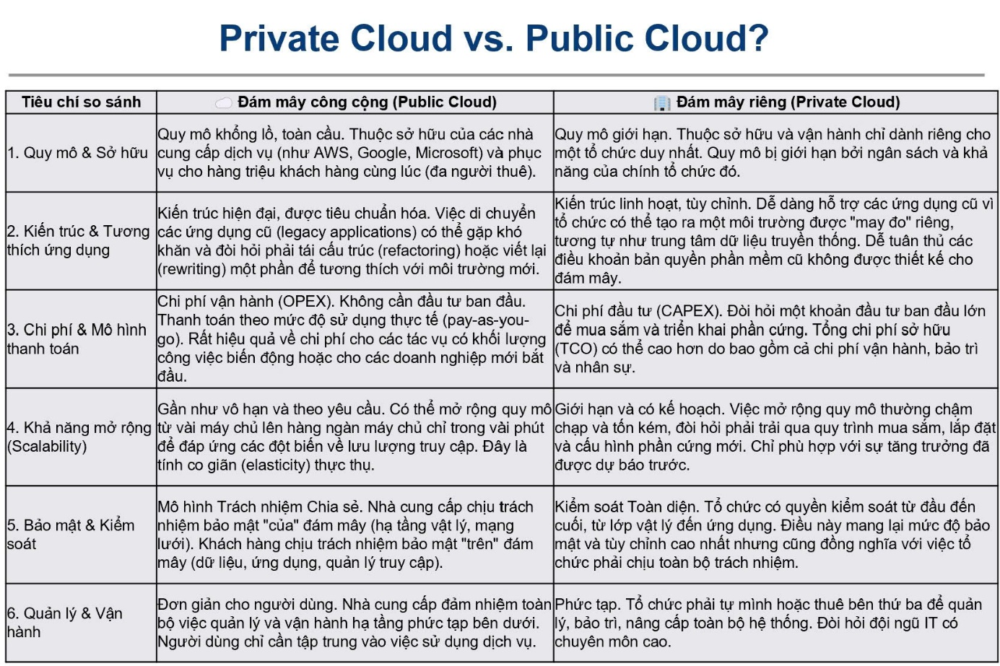 Private Cloud vs. Public Cloud?
Tiêu chí so sánh
Đám mây công cộng (Public Cloud)
Đám mây riêng (Private Cloud)
1. Quy mô & Sở hữu
Quy mô khổng lồ, toàn cầu. Thuộc sở hữu của các nhà
cung cấp dịch vụ (như AWS, Google, Microsoft) và phục
vụ cho hàng triệu khách hàng cùng lúc (đa người thuê).
Quy mô giới hạn. Thuộc sở hữu và vận hành chỉ dành riêng cho
một tổ chức duy nhất. Quy mô bị giới hạn bởi ngân sách và khả
năng của chính tổ chức đó.
2. Kiến trúc & Tương
thích ứng dụng
Kiến trúc hiện đại, được tiêu chuẩn hóa. Việc di chuyển
các ứng dụng cũ (legacy applications) có thể gặp khó
khăn và đòi hỏi phải tái cấu trúc (refactoring) hoặc viết lại
(rewriting) một phần để tương thích với môi trường mới.
Kiến trúc linh hoạt, tùy chỉnh. Dễ dàng hỗ trợ các ứng dụng cũ vì
tổ chức có thể tạo ra một môi trường được "may đo" riêng,
tương tự như trung tâm dữ liệu truyền thống. Dễ tuân thủ các
điều khoản bản quyền phần mềm cũ không được thiết kế cho
đám mây.
3. Chi phí & Mô hình
thanh toán
Chi phí vận hành (OPEX). Không cần đầu tư ban đầu.
Thanh toán theo mức độ sử dụng thực tế (pay-as-you-
go). Rất hiệu quả về chi phí cho các tác vụ có khối lượng
công việc biến động hoặc cho các doanh nghiệp mới bắt
đầu.
Chi phí đầu tư (CAPEX). Đòi hỏi một khoản đầu tư ban đầu lớn
để mua sắm và triển khai phần cứng. Tổng chi phí sở hữu
(TCO) có thể cao hơn do bao gồm cả chi phí vận hành, bảo trì
và nhân sự.
4. Khả năng mở rộng
(Scalability)
Gần như vô hạn và theo yêu cầu. Có thể mở rộng quy mô
từ vài máy chủ lên hàng ngàn máy chủ chỉ trong vài phút
để đáp ứng các đột biến về lưu lượng truy cập. Đây là
tính co giãn (elasticity) thực thụ.
Giới hạn và có kế hoạch. Việc mở rộng quy mô thường chậm
chạp và tốn kém, đòi hỏi phải trải qua quy trình mua sắm, lắp đặt
và cấu hình phần cứng mới. Chỉ phù hợp với sự tăng trưởng đã
được dự báo trước.
5. Bảo mật & Kiểm
soát
Mô hình Trách nhiệm Chia sẻ. Nhà cung cấp chịu trách
nhiệm bảo mật "của" đám mây (hạ tầng vật lý, mạng
lưới). Khách hàng chịu trách nhiệm bảo mật "trên" đám
mây (dữ liệu, ứng dụng, quản lý truy cập).
Kiểm soát Toàn diện. Tổ chức có quyền kiểm soát từ đầu đến
cuối, từ lớp vật lý đến ứng dụng. Điều này mang lại mức độ bảo
mật và tùy chỉnh cao nhất nhưng cũng đồng nghĩa với việc tổ
chức phải chịu toàn bộ trách nhiệm.
6. Quản lý & Vận
hành
Đơn giản cho người dùng. Nhà cung cấp đảm nhiệm toàn
bộ việc quản lý và vận hành hạ tầng phức tạp bên dưới.
Người dùng chỉ cần tập trung vào việc sử dụng dịch vụ.
Phức tạp. Tổ chức phải tự mình hoặc thuê bên thứ ba để quản
lý, bảo trì, nâng cấp toàn bộ hệ thống. Đòi hỏi đội ngũ IT có
chuyên môn cao.